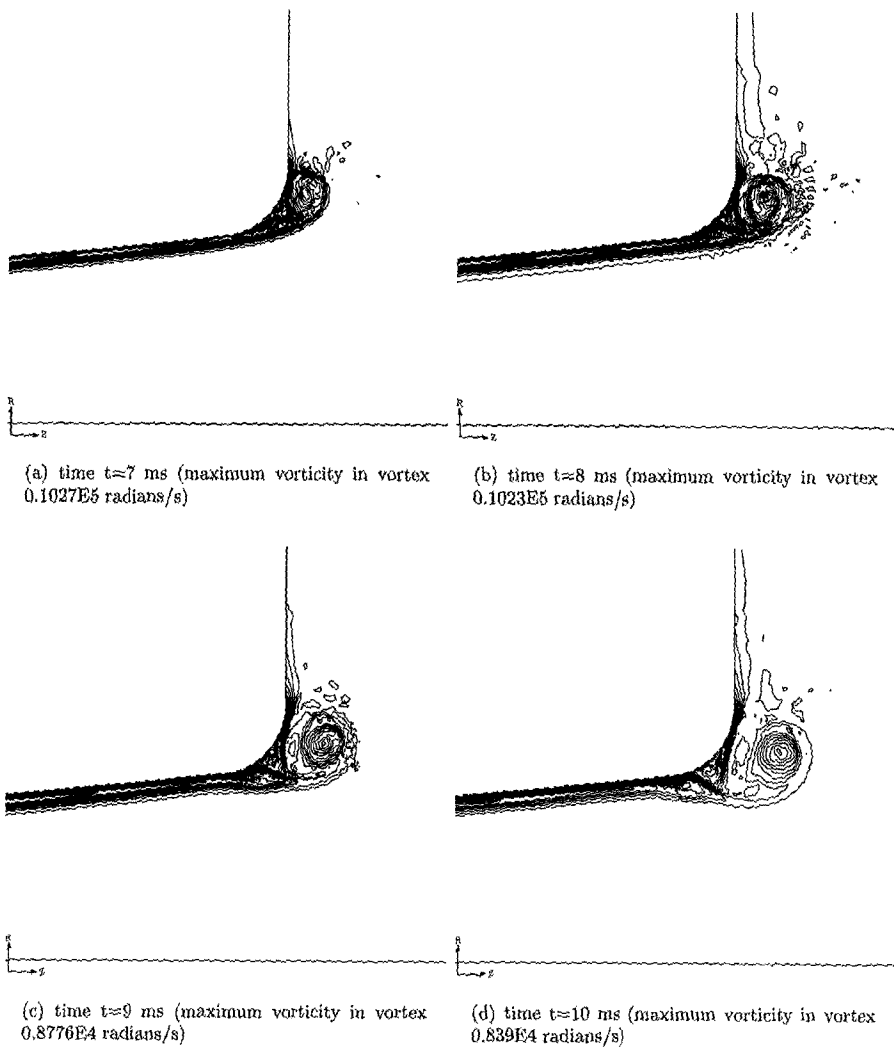 R
z
(a) time t≈7 ms (maximum vorticity in vortex
0.1027E5 radians/s)
R
z
(b) time t≈8 ms (maximum vorticity in vortex
0.1023E5 radians/s)
R
z
(c) time t≈9 ms (maximum vorticity in vortex
0.8776E4 radians/s)
R
z
(d) time t≈10 ms (maximum vorticity in vortex
0.839E4 radians/s)